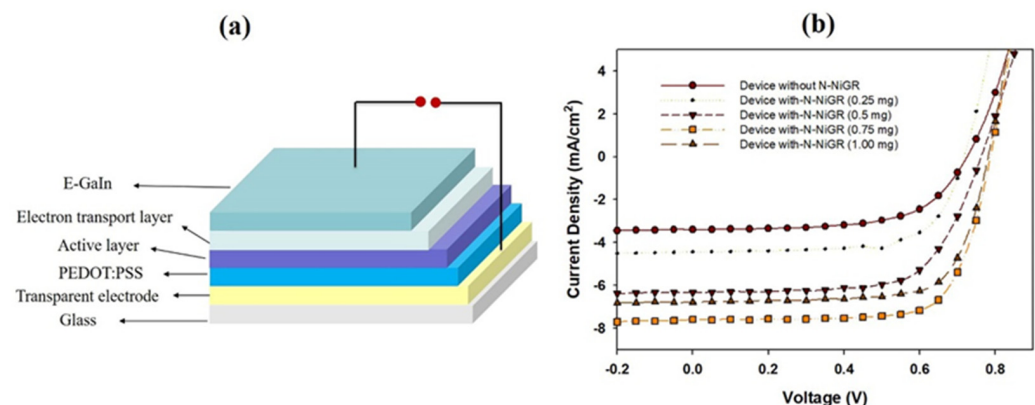 (a)
E-GaIn
Electron transport layer
Active layer
PEDOT:PSS
Transparent electrode
Glass
(b)
Device without N-NiGR
Device with-N-NiGR (0.25 mg)
Device with-N-NiGR (0.5 mg)
Device with-N-NiGR (0.75 mg)
Device with-N-NiGR (1.00 mg)
Current Density (mA/cm²)
4
2
0
-2
-4
-6
-8
-0.2
0.0
0.2
0.4
0.6
0.8
Voltage (V)